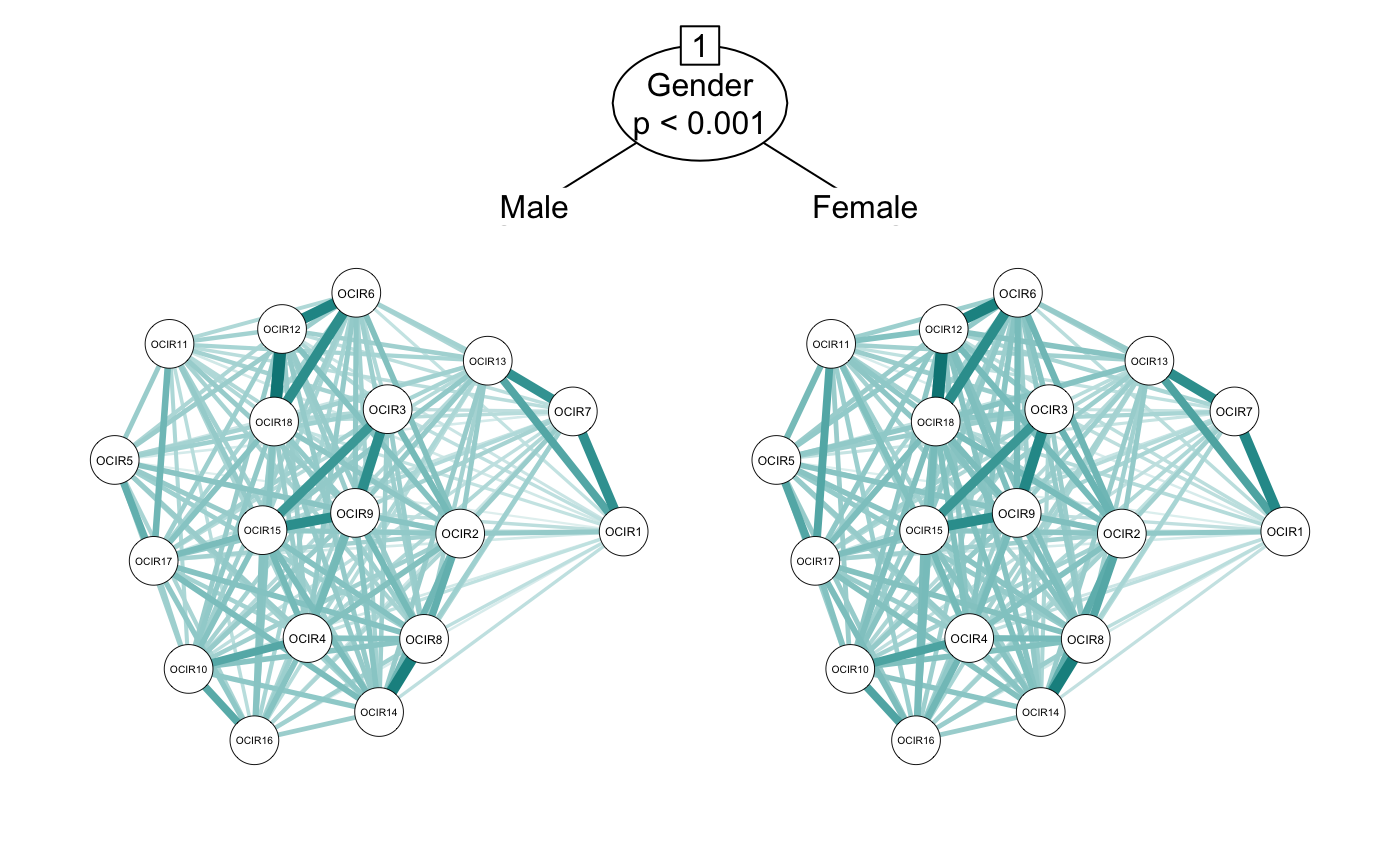 1
Gender
p < 0.001
Male
Female
OCIR6
OCIR12
OCIR11
OCIR13
OCIR3
OCIR7
OCIR18
OCIR5
OCIR9
OCIR15
OCIR2
OCIR1
OCIR17
OCIR4
OCIR8
OCIR10
OCIR14
OCIR16
OCIR6
OCIR12
OCIR11
OCIR13
OCIR3
OCIR7
OCIR18
OCIR5
OCIR9
OCIR15
OCIR2
OCIR1
OCIR17
OCIR4
OCIR8
OCIR10
OCIR14
OCIR16